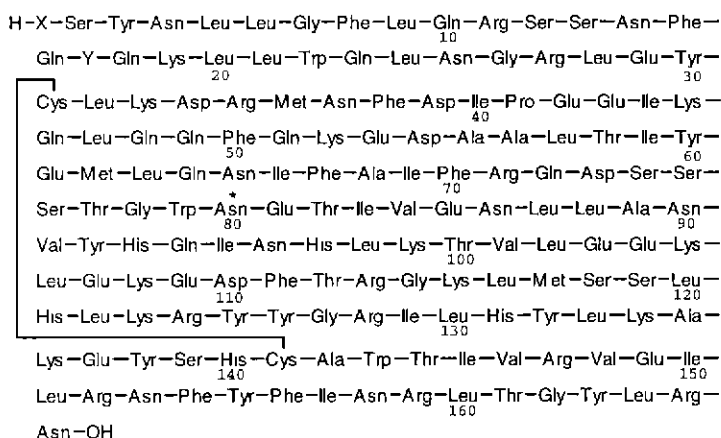 H-X-Ser-Tyr-Asn-Leu-Leu-Gly-Phe-Leu-Gln-Arg-Ser-Ser-Asn-Phe-
10
Gln-Y-Gln-Lys-Leu-Leu-Trp-Gln-Leu-Asn-Gly-Arg-Leu-Glu-Tyr-
20 30
Cys-Leu-Lys-Asp-Arg-Met-Asn-Phe-Asp-Ile-Pro-Glu-Glu-Ile-Lys-
40
Gln-Leu-Gln-Gln-Phe-Gln-Lys-Glu-Asp-Ala-Ala-Leu-Thr-Ile-Tyr-
50 60
Glu-Met-Leu-Gln-Asn-Ile-Phe-Ala-Ile-Phe-Arg-Gln-Asp-Ser-Ser-
70
*
Ser-Thr-Gly-Trp-Asn-Glu-Thr-Ile-Val-Glu-Asn-Leu-Leu-Ala-Asn-
80 90
Val-Tyr-His-Gln-Ile-Asn-His-Leu-Lys-Thr-Val-Leu-Glu-Glu-Lys-
100
Leu-Glu-Lys-Glu-Asp-Phe-Thr-Arg-Gly-Lys-Leu-Met-Ser-Ser-Leu-
110 120
His-Leu-Lys-Arg-Tyr-Tyr-Gly-Arg-Ile-Leu-His-Tyr-Leu-Lys-Ala-
130
Lys-Glu-Tyr-Ser-His-Cys-Ala-Trp-Thr-Ile-Val-Arg-Val-Glu-Ile-
140 150
Leu-Arg-Asn-Phe-Tyr-Phe-Ile-Asn-Arg-Leu-Thr-Gly-Tyr-Leu-Arg-
160
Asn-OH